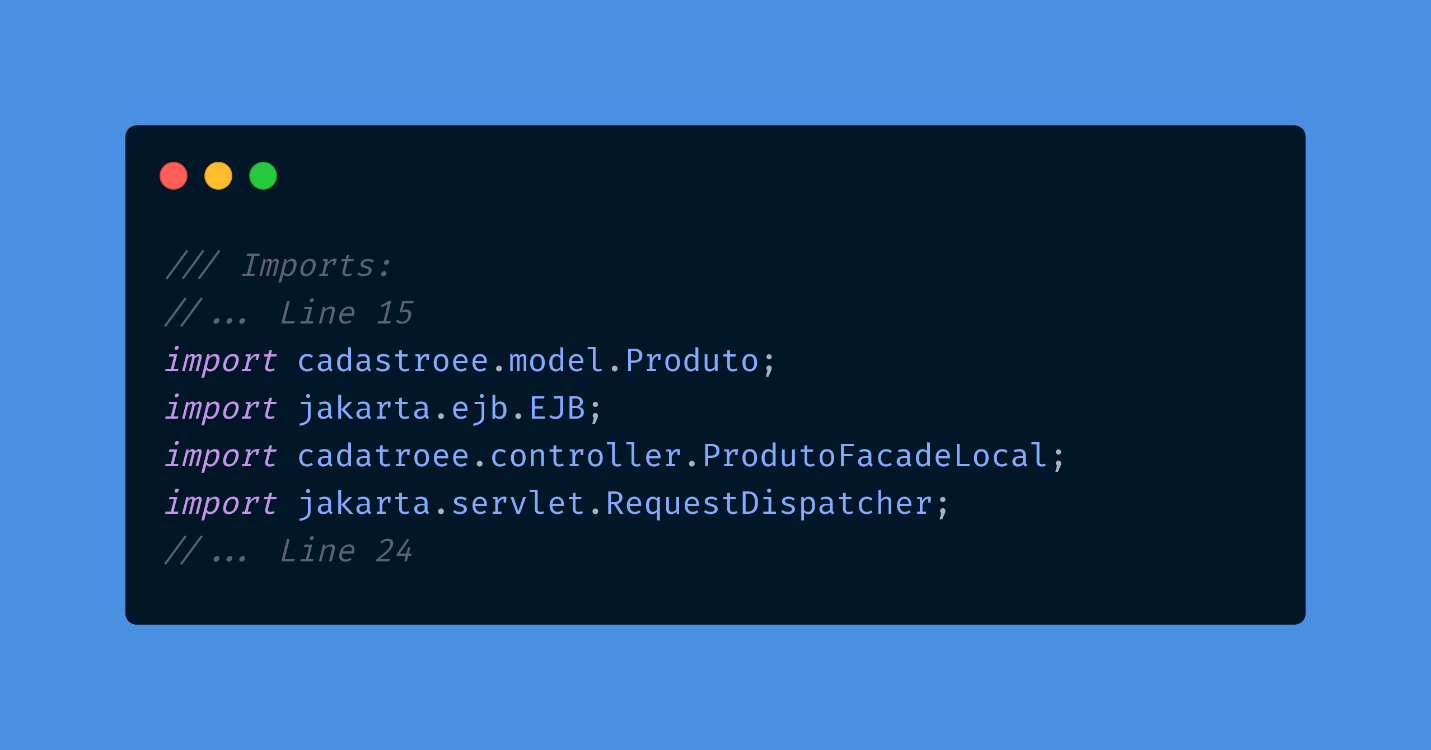 /// Imports:
//... Line 15
import cadastroee.model.Produto;
import jakarta.ejb.EJB;
import cadatroee.controller.ProdutoFacadeLocal;
import jakarta.servlet.RequestDispatcher;
//... Line 24